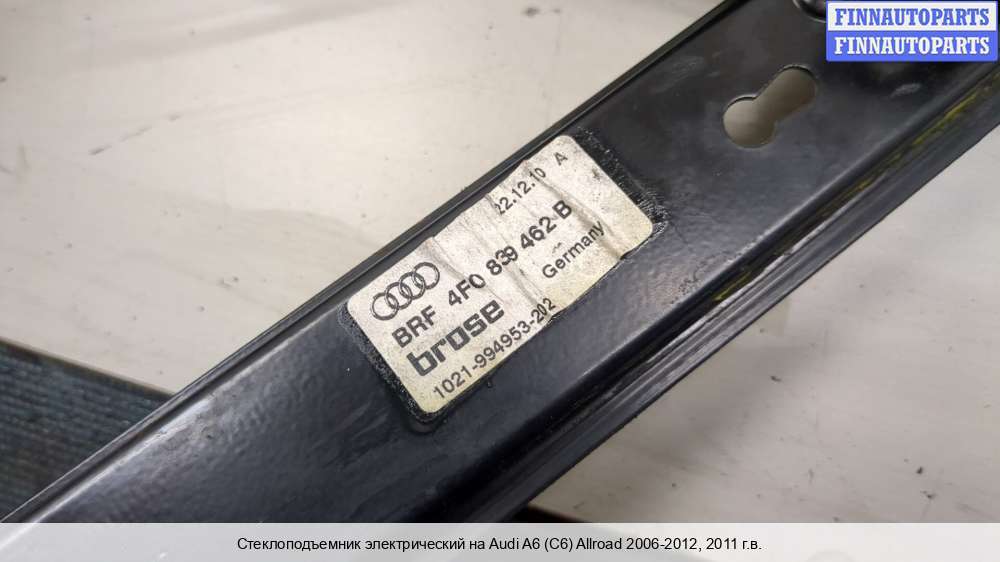 FINNAUTOPARTS
FINNAUTOPARTS
22.12.10 A
BRF 4F0 839 462 B
brose Germany
1021-994953-202
Стеклоподъемник электрический на Audi A6 (C6) Allroad 2006-2012, 2011 г.в.